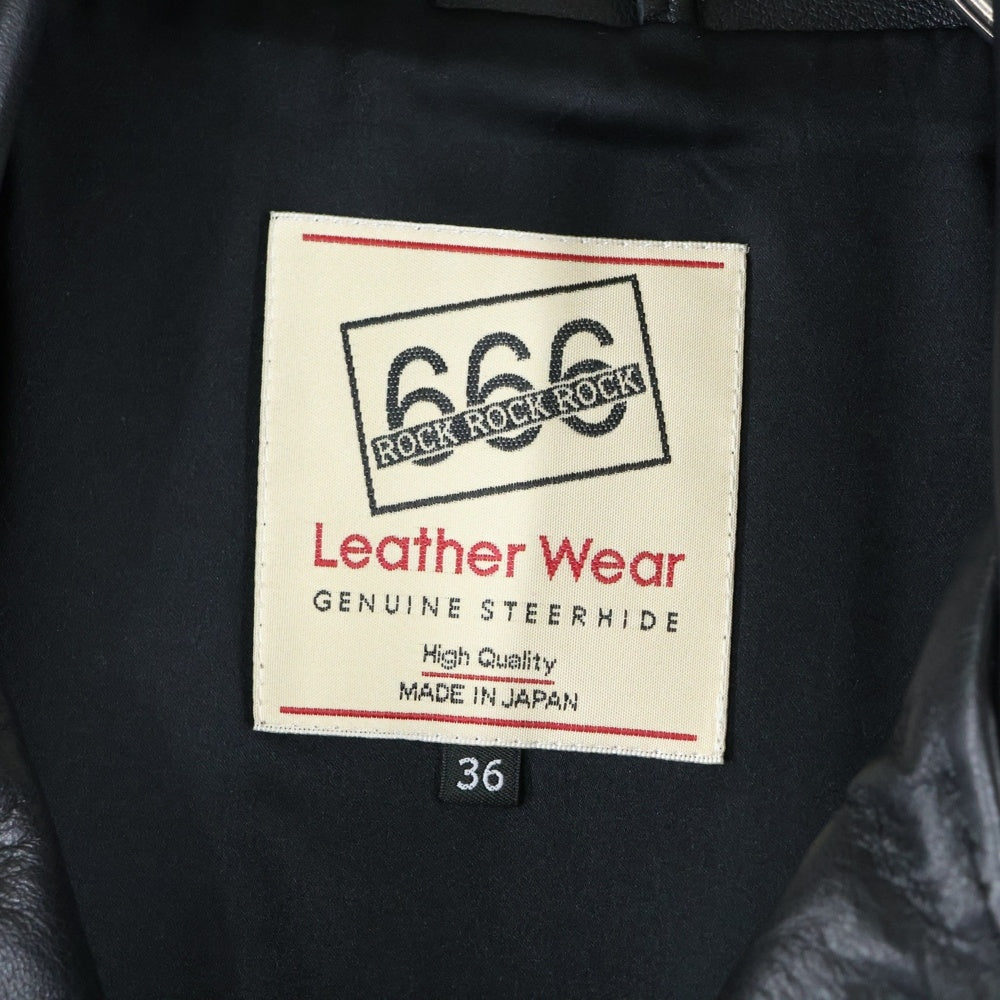 666
ROCK ROCK ROCK
Leather Wear
GENUINE STEERHIDE
High Quality
MADE IN JAPAN
36